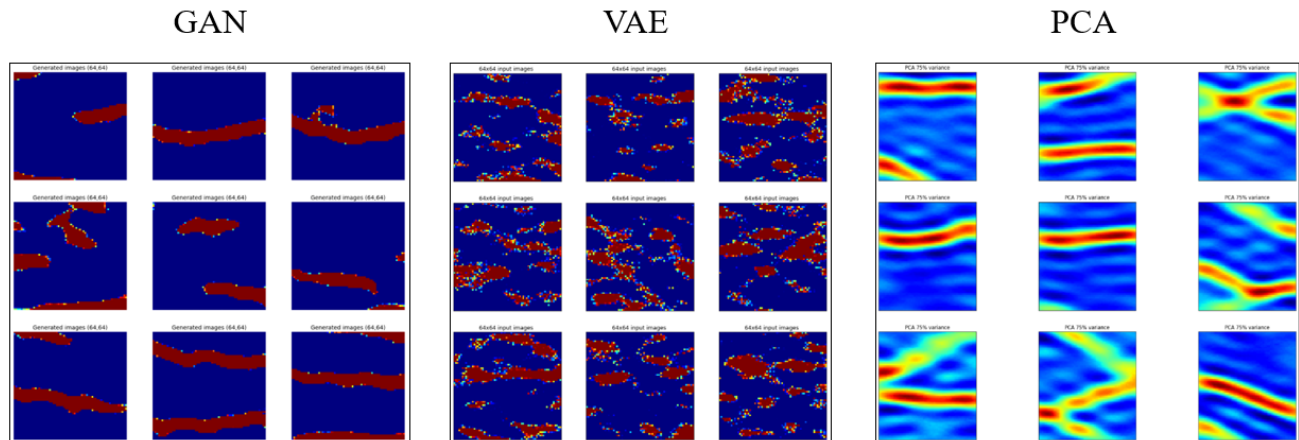 GAN VAE PCA
Generated images (64,64) Generated images (64,64) Generated images (64,64) 64x64 input images 64x64 input images 64x64 input images PCA 75% variance PCA 75% variance PCA 75% variance
Generated images (64,64) Generated images (64,64) Generated images (64,64) 64x64 input images 64x64 input images 64x64 input images PCA 75% variance PCA 75% variance PCA 75% variance
Generated images (64,64) Generated images (64,64) Generated images (64,64) 64x64 input images 64x64 input images 64x64 input images PCA 75% variance PCA 75% variance PCA 75% variance